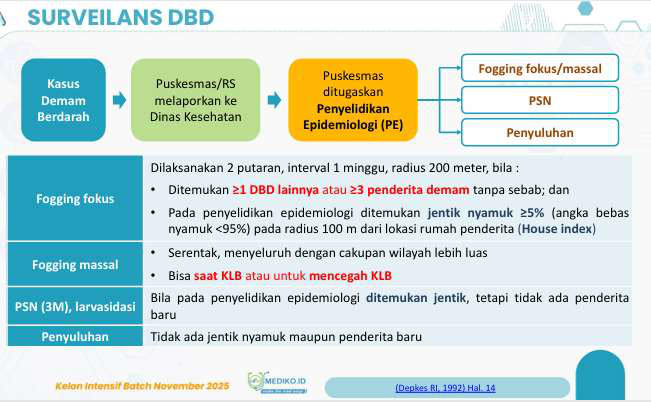 SURVEILANS DBD
Kasus
Demam
Berdarah
Puskesmas/RS
melaporkan ke
Dinas Kesehatan
Puskesmas
ditugaskan
Penyelidikan
Epidemiologi (PE)
Fogging fokus/massal
PSN
Penyuluhan
Fogging fokus
Dilaksanakan 2 putaran, interval 1 minggu, radius 200 meter, bila :
• Ditemukan ≥1 DBD lainnya atau ≥3 penderita demam tanpa sebab; dan
• Pada penyelidikan epidemiologi ditemukan jentik nyamuk ≥5% (angka bebas
nyamuk <95%) pada radius 100 m dari lokasi rumah penderita (House index)
Fogging massal
• Serentak, menyeluruh dengan cakupan wilayah lebih luas
• Bisa saat KLB atau untuk mencegah KLB
PSN (3M), larvasidasi
Bila pada penyelidikan epidemiologi ditemukan jentik, tetapi tidak ada penderita
baru
Penyuluhan
Tidak ada jentik nyamuk maupun penderita baru
Kelon Intensif Batch November 2025
MEDIKO.ID
(Depkes RI, 1992) Hal. 14